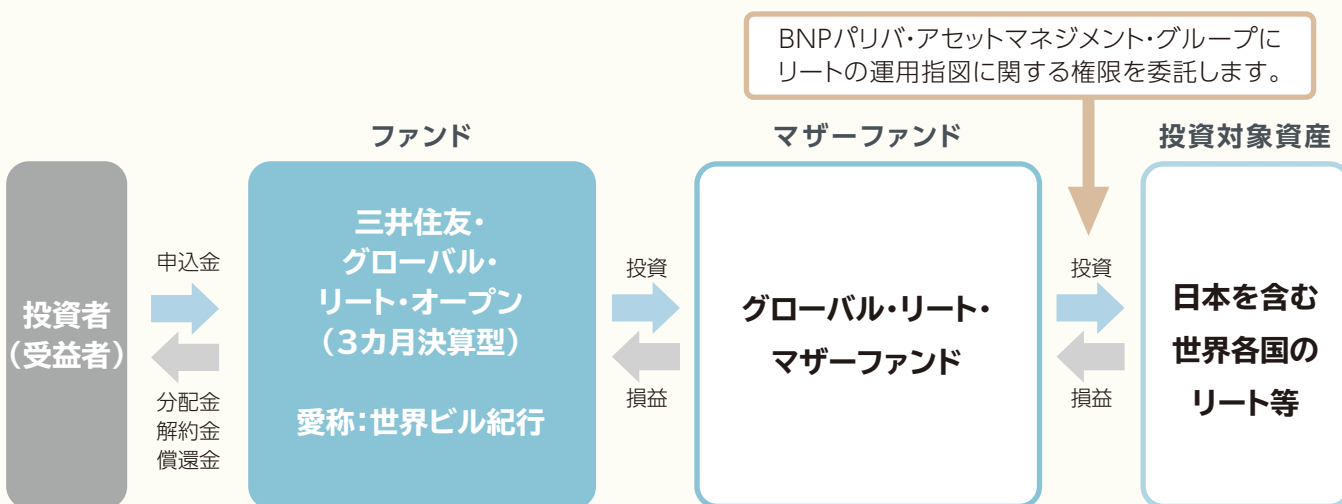 BNPパリバ・アセットマネジメント・グループに
リートの運用指図に関する権限を委託します。
ファンド
マザーファンド
投資対象資産
投資者
(受益者)
申込金
分配金
解約金
償還金
三井住友・
グローバル・
リート・オープン
(3カ月決算型)
愛称:世界ビル紀行
投資
損益
グローバル・リート・
マザーファンド
投資
損益
日本を含む
世界各国の
リート等